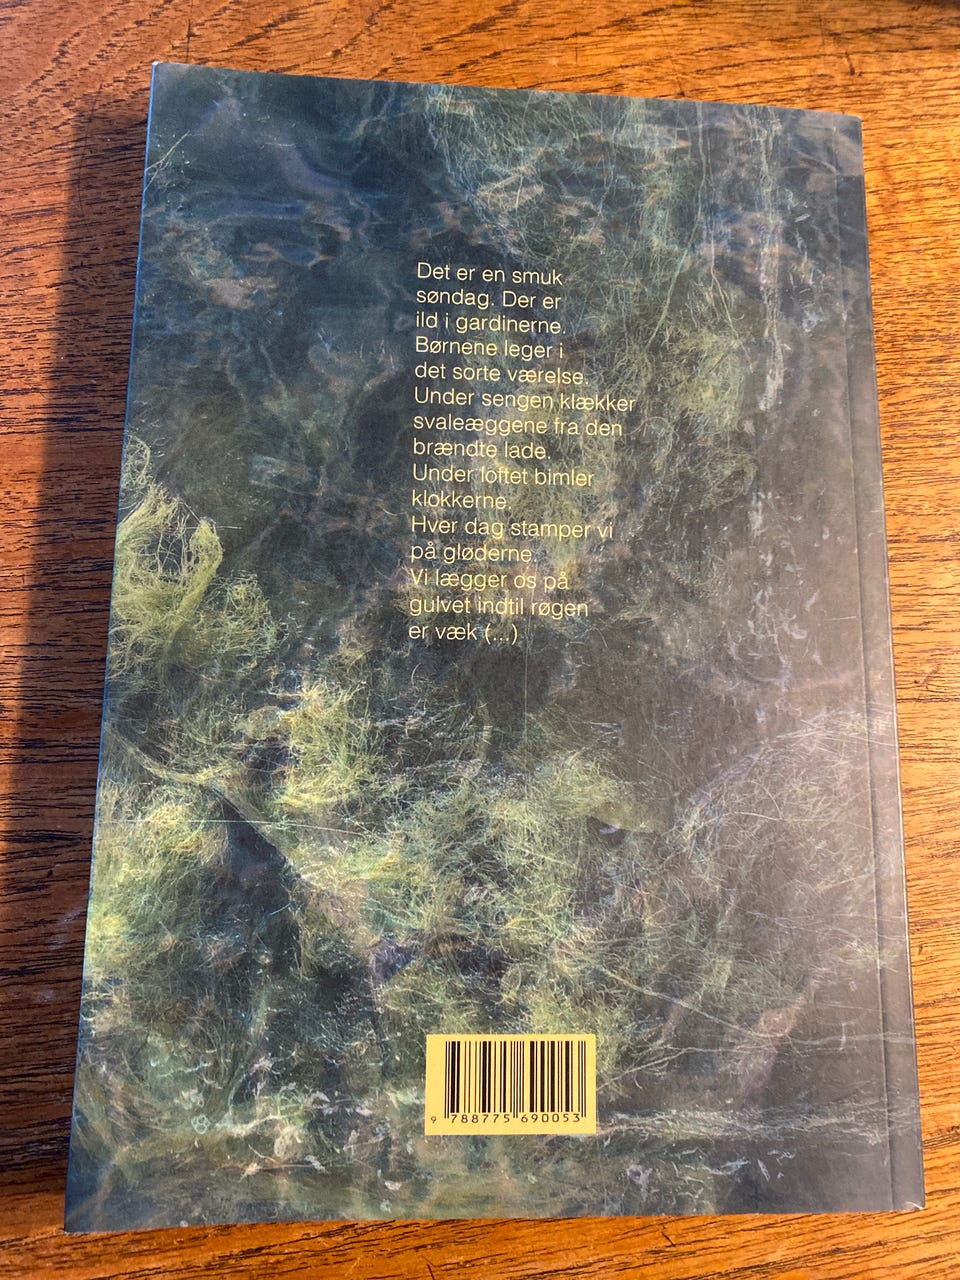 Det er en smuk
søndag. Der er
ild i gardinerne.
Børnene leger i
det sorte værelse.
Under sengen klækker
svaleæggene fra den
brændte lade.
Under loftet bimler
klokkerne.
Hver dag stamper vi
på gløderne.
Vi lægger os på
gulvet indtil røgen
er væk (...)
9 788775 690053